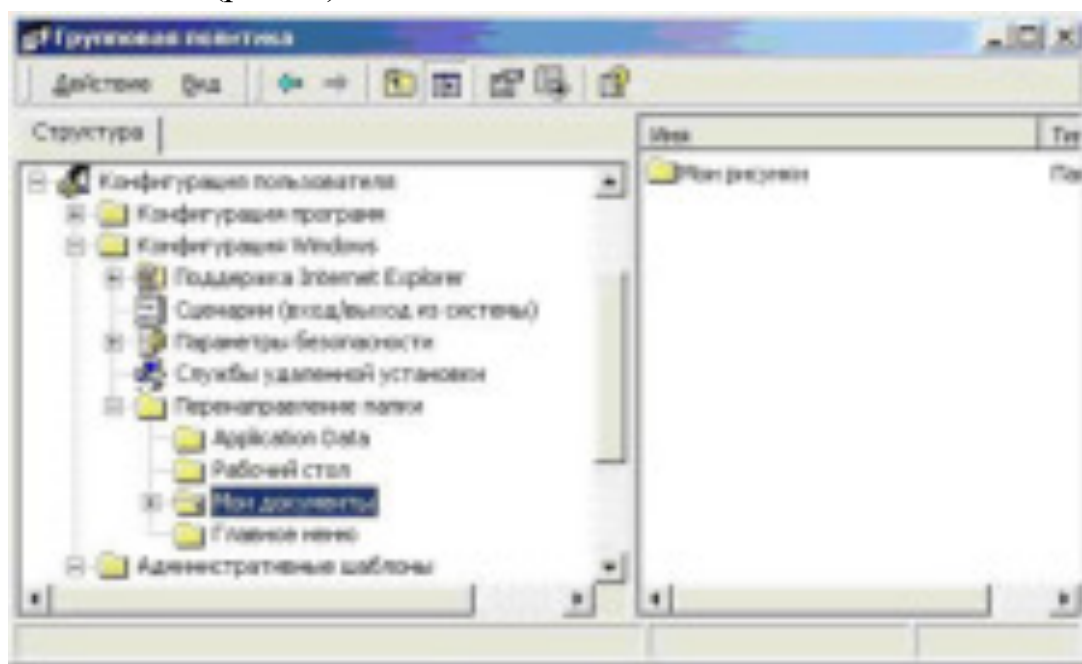 Групповая политика
Действие Вид
Структура
Имя
Конфигурация пользователя
Мои рисунки
Конфигурация программ
Конфигурация Windows
Поддержка Internet Explorer
Сценарии (вход/выход из системы)
Параметры безопасности
Службы удаленной установки
Перенаправление папки
Application Data
Рабочий стол
Мои документы
Главное меню
Административные шаблоны